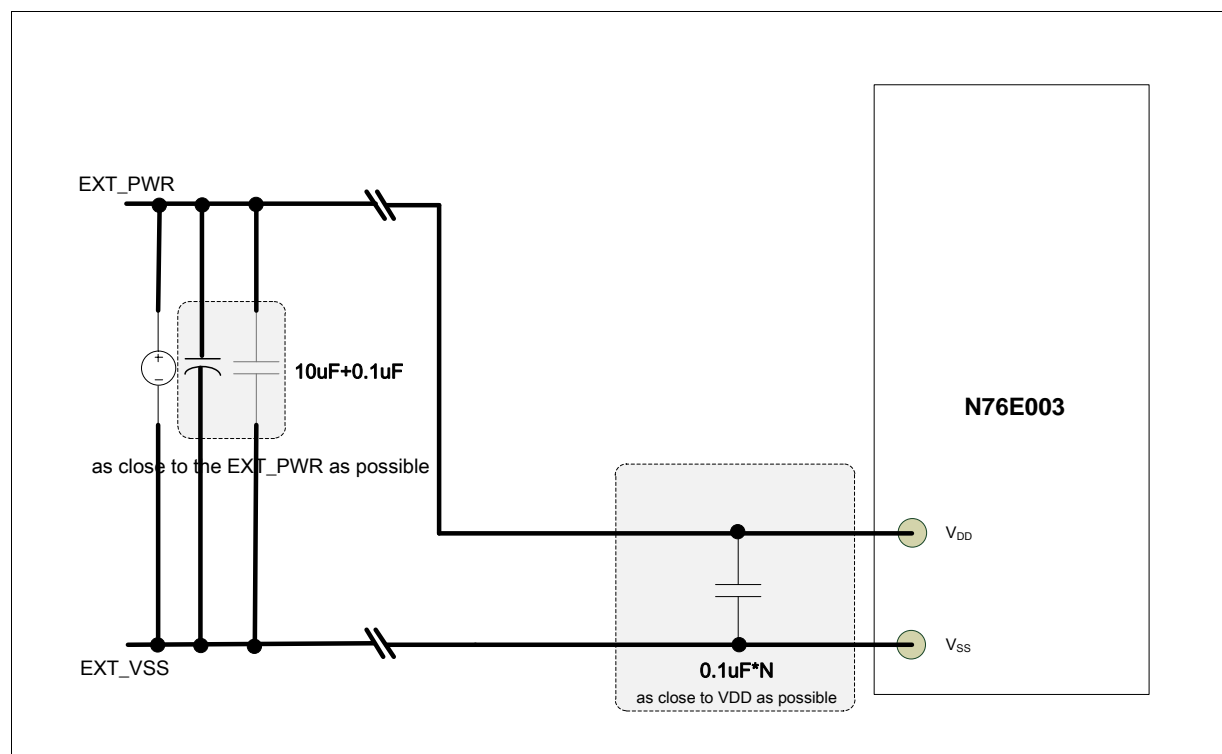 EXT_PWR
+
−
10uF+0.1uF
as close to the EXT_PWR as possible
N76E003
VDD
VSS
EXT_VSS
0.1uF*N
as close to VDD as possible